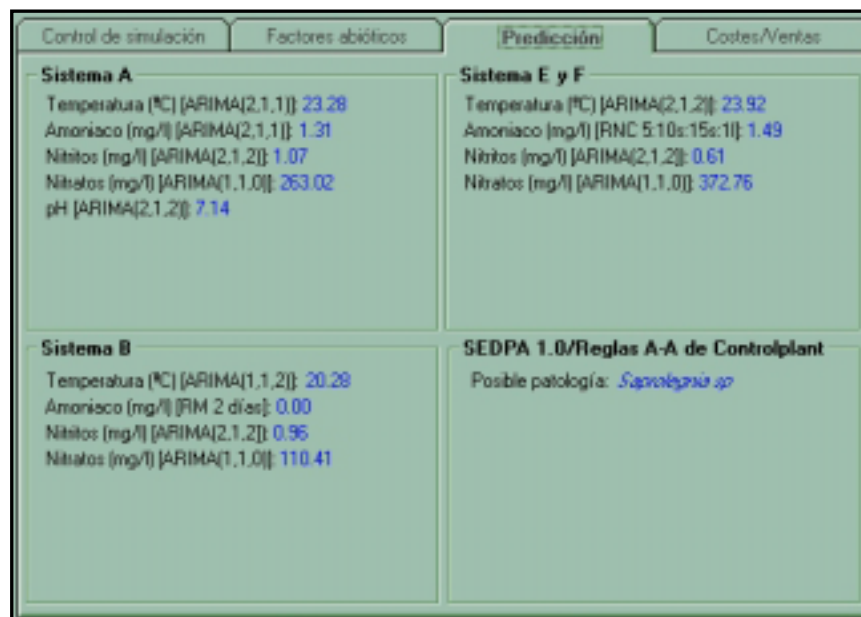 Control de simulación
Factores abióticos
Predicción
Costes/Ventas
Sistema A
Temperatura (ºC) [ARIMA(2,1,1)]: 23.28
Amoniaco (mg/l) [ARIMA(2,1,1)]: 1.31
Nitritos (mg/l) [ARIMA(2,1,2)]: 1.07
Nitratos (mg/l) [ARIMA(1,1,0)]: 263.02
pH [ARIMA(2,1,2)]: 7.14
Sistema E y F
Temperatura (ºC) [ARIMA(2,1,2)]: 23.92
Amoniaco (mg/l) [RNC 5:10s:15s:1l]: 1.49
Nitritos (mg/l) [ARIMA(2,1,2)]: 0.61
Nitratos (mg/l) [ARIMA(1,1,0)]: 372.76
Sistema B
Temperatura (ºC) [ARIMA(1,1,2)]: 20.28
Amoniaco (mg/l) [RM 2 días]: 0.00
Nitritos (mg/l) [ARIMA(2,1,2)]: 0.96
Nitratos (mg/l) [ARIMA(1,1,0)]: 110.41
SEDPA 1.0/Reglas A-A de Controlplant
Posible patología: Saprolegnia sp